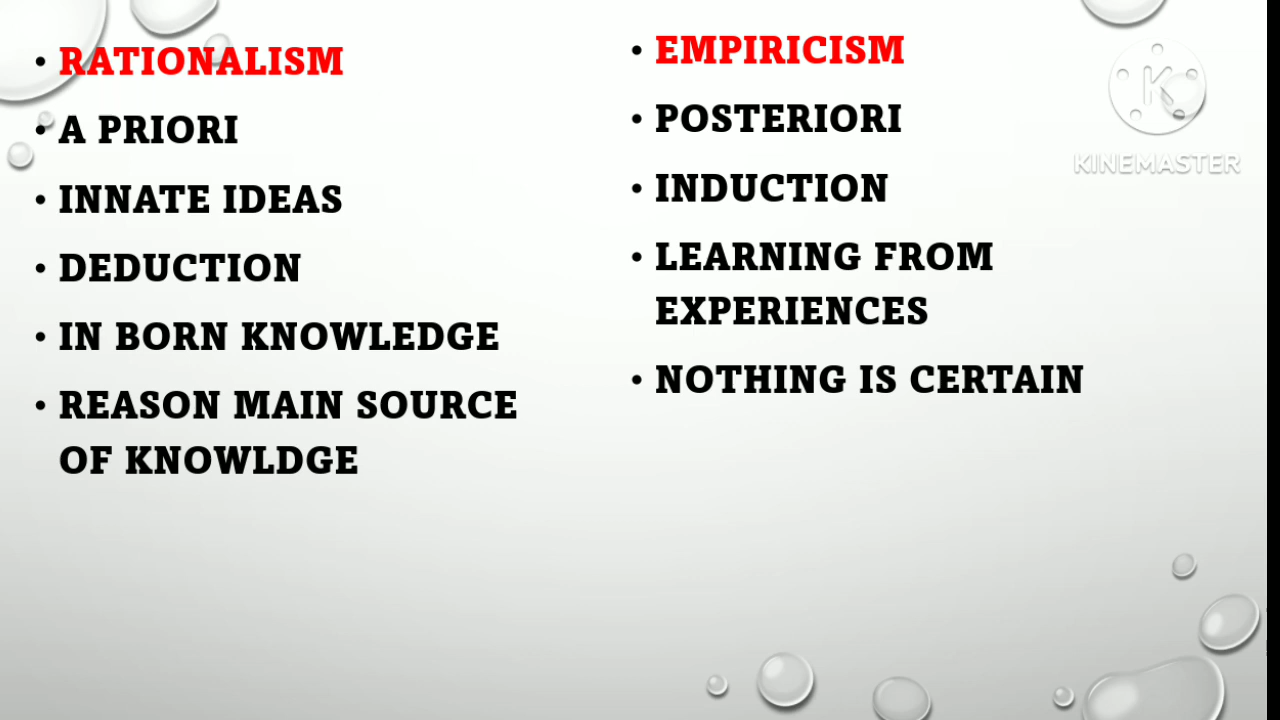 • RATIONALISM
• A PRIORI
• INNATE IDEAS
• DEDUCTION
• IN BORN KNOWLEDGE
• REASON MAIN SOURCE
OF KNOWLDGE
• EMPIRICISM
• POSTERIORI
• INDUCTION
• LEARNING FROM
EXPERIENCES
• NOTHING IS CERTAIN
K
KINEMASTER